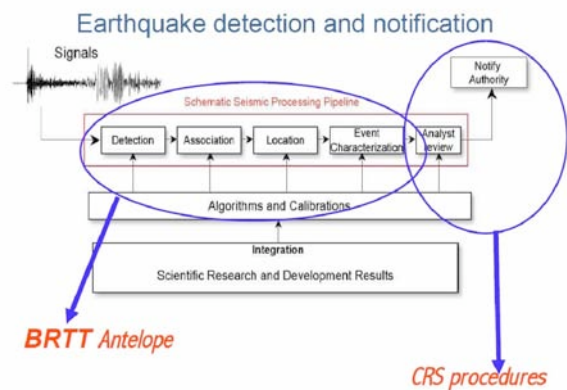 Earthquake detection and notification
Signals
Notify
Authority
Schematic Seismic Processing Pipeline
Detection
Association
Location
Event
Characterization
Analyst
review
Algorithms and Calibrations
Integration
Scientific Research and Development Results
BRTT Antelope
CRS procedures